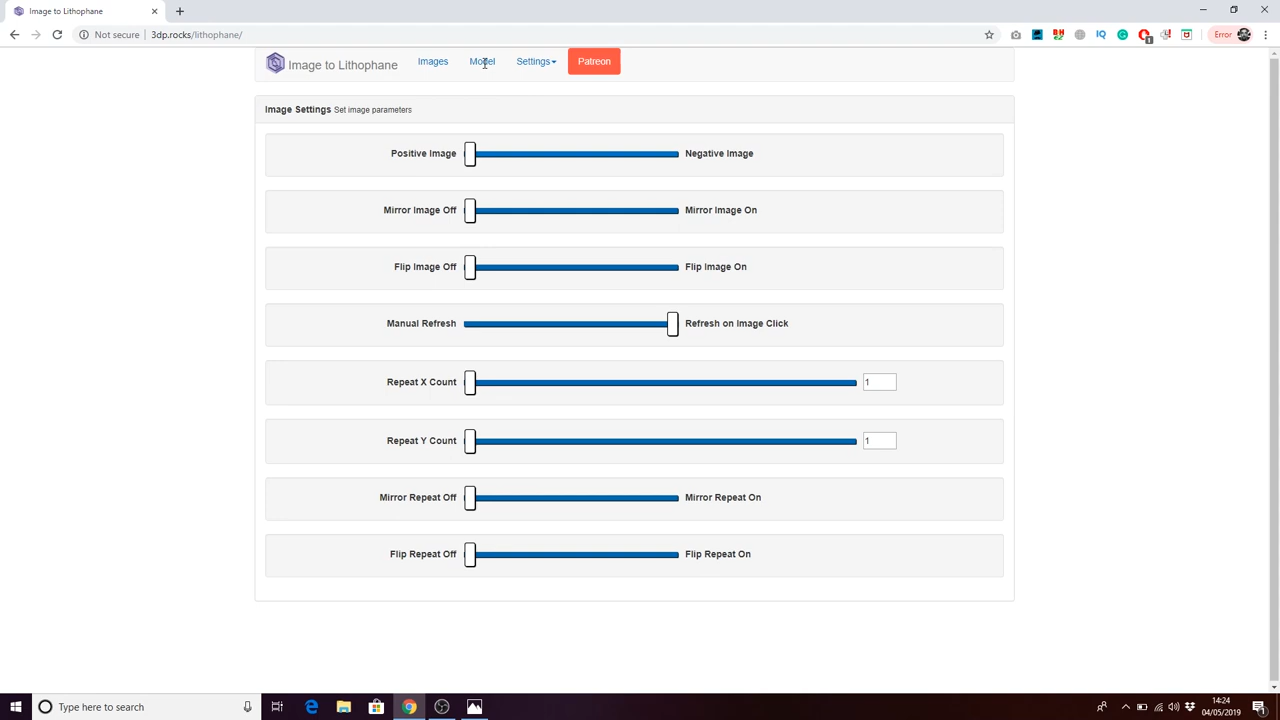 Image to Lithophane
Not secure 3dp.rocks/lithophane/
Error
Image to Lithophane Images Model Settings Patreon
Image Settings Set image parameters
Positive Image Negative Image
Mirror Image Off Mirror Image On
Flip Image Off Flip Image On
Manual Refresh Refresh on Image Click
Repeat X Count 1
Repeat Y Count 1
Mirror Repeat Off Mirror Repeat On
Flip Repeat Off Flip Repeat On
Type here to search
14:24
04/05/2019